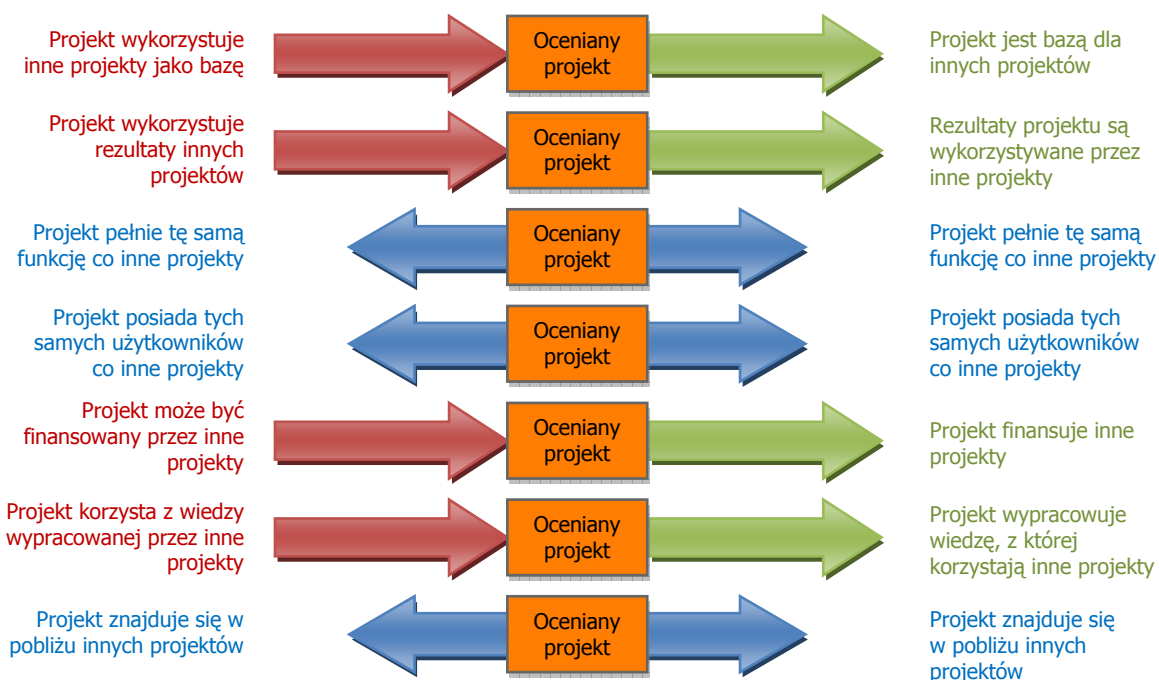 Projekt wykorzystuje
inne projekty jako bazę
Oceniany
projekt
Projekt jest bazą dla
innych projektów
Projekt wykorzystuje
rezultaty innych
projektów
Oceniany
projekt
Rezultaty projektu są
wykorzystywane przez
inne projekty
Projekt pełnie tę samą
funkcję co inne projekty
Oceniany
projekt
Projekt pełnie tę samą
funkcję co inne projekty
Projekt posiada tych
samych użytkowników
co inne projekty
Oceniany
projekt
Projekt posiada tych
samych użytkowników
co inne projekty
Projekt może być
finansowany przez inne
projekty
Oceniany
projekt
Projekt finansuje inne
projekty
Projekt korzysta z wiedzy
wypracowanej przez inne
projekty
Oceniany
projekt
Projekt wypracowuje
wiedzę, z której
korzystają inne projekty
Projekt znajduje się w
pobliżu innych projektów
Oceniany
projekt
Projekt znajduje się
w pobliżu innych
projektów